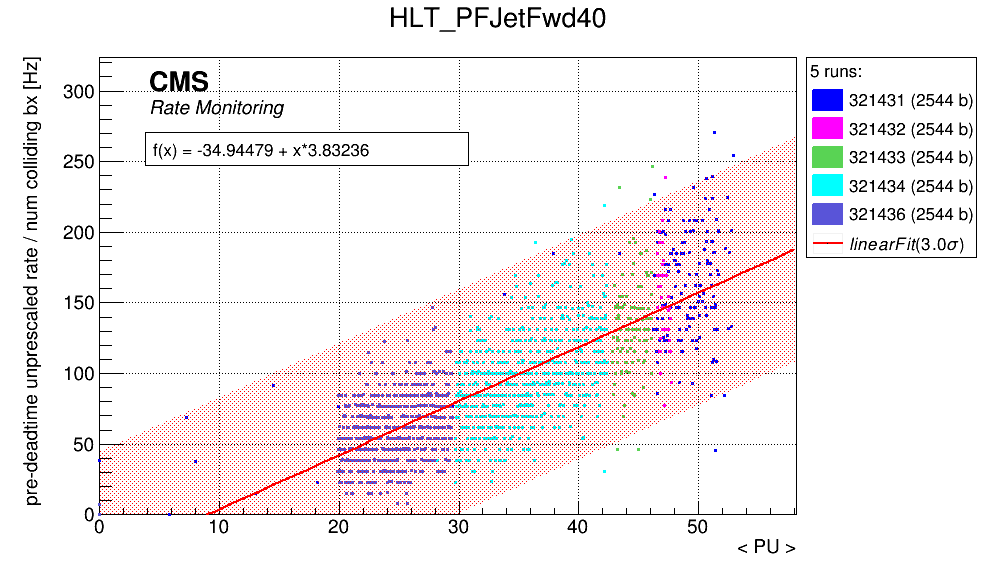 HLT_PFJetFwd40
pre-deadtime unprescaled rate / num colliding bx [Hz]
CMS
Rate Monitoring
f(x) = -34.94479 + x*3.83236
300
250
200
150
100
50
0
0 10 20 30 40 50
< PU >
5 runs:
321431 (2544 b)
321432 (2544 b)
321433 (2544 b)
321434 (2544 b)
321436 (2544 b)
linearFit(3.0σ)